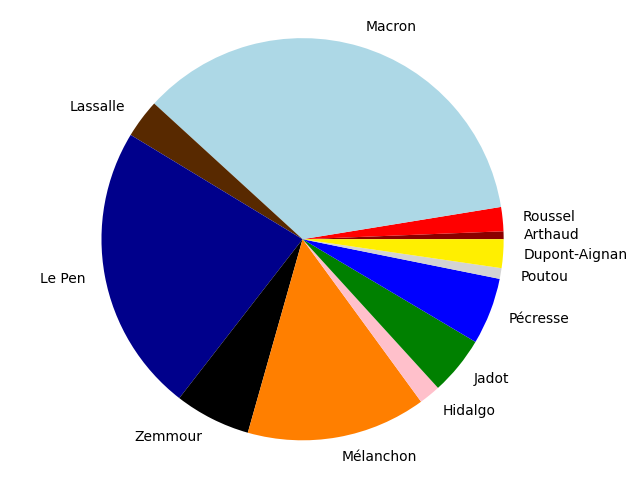 Macron
Lassalle
Roussel
Arthaud
Dupont-Aignan
Poutou
Le Pen
Pécresse
Jadot
Hidalgo
Zemmour
Mélanchon